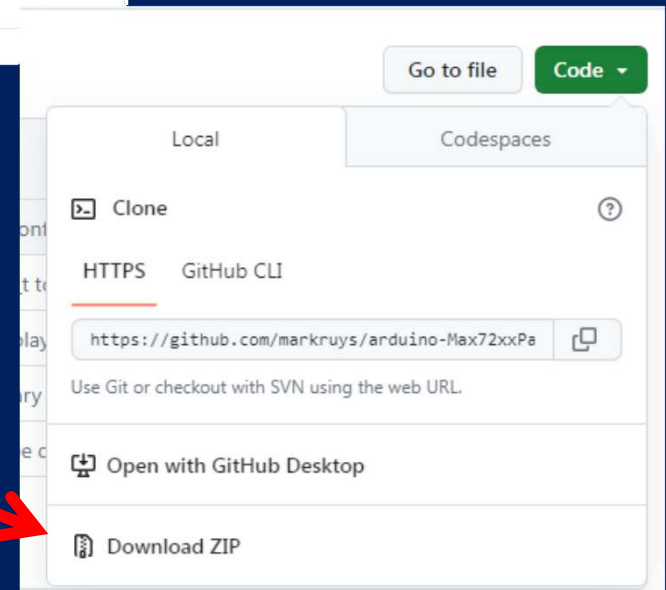 Go to file
Code
Local
Codespaces
Clone
HTTPS
GitHub CLI
https://github.com/markruys/arduino-Max72xxPa
Use Git or checkout with SVN using the web URL.
Open with GitHub Desktop
Download ZIP